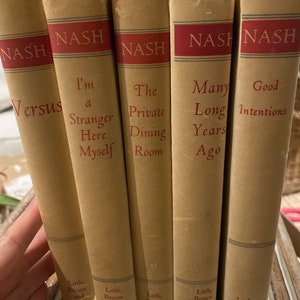 NASH
Versus
NASH
I'm
a
Stranger
Here
Myself
Little,
Brown
NASH
The
Private
Dining
Room
Little,
NASH
Many
Long
Years
Ago
Little,
Brown
NASH
Good
Intentions